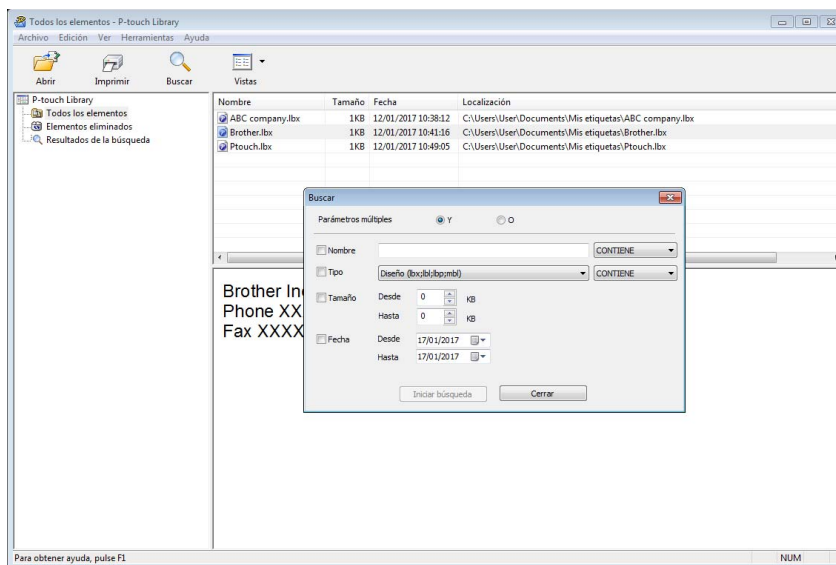 Todos los elementos - P-touch Library
Archivo Edición Ver Herramientas Ayuda
Abrir Imprimir Buscar Vistas
P-touch Library
Todos los elementos
Elementos eliminados
Resultados de la búsqueda
Nombre Tamaño Fecha Localización
ABC company.lbx 1KB 12/01/2017 10:38:12 C:\Users\User\Documents\Mis etiquetas\ABC company.lbx
Brother.lbx 1KB 12/01/2017 10:41:16 C:\Users\User\Documents\Mis etiquetas\Brother.lbx
Ptouch.lbx 1KB 12/01/2017 10:49:05 C:\Users\User\Documents\Mis etiquetas\Ptouch.lbx
Brother In
Phone XX
Fax XXXX
Buscar
Parámetros múltiples Y O
Nombre CONTIENE
Tipo Diseño (lbx;lbl;lbp;mbl) CONTIENE
Tamaño Desde 0 KB
Hasta 0 KB
Fecha Desde 17/01/2017
Hasta 17/01/2017
Iniciar búsqueda Cerrar
Para obtener ayuda, pulse F1 NUM